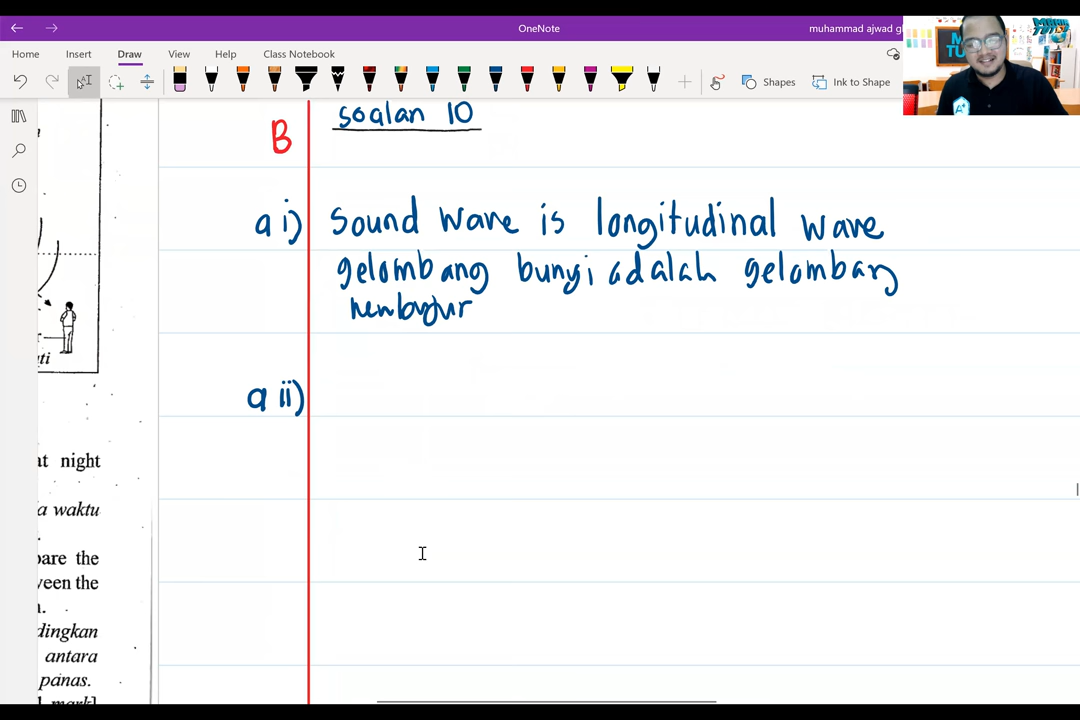 OneNote
muhammad ajwad
Home Insert Draw View Help Class Notebook
Shapes Ink to Shape
soalan 10
B
a i) Sound wave is longitudinal wave
gelombang bunyi adalah gelombang
a ii)
at night
a waktu
pare the
ween the
n.
dingkan
antara
panas.
mark]